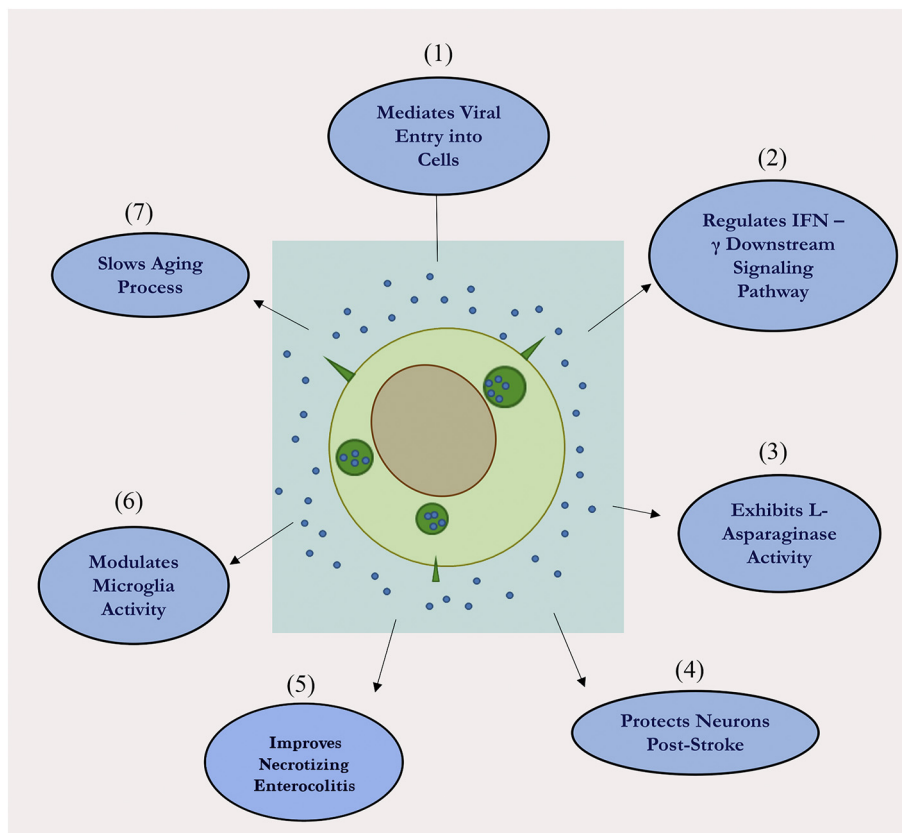 (1)
Mediates Viral
Entry into
Cells
(2)
Regulates IFN –
γ Downstream
Signaling
Pathway
(3)
Exhibits L-
Asparaginase
Activity
(4)
Protects Neurons
Post-Stroke
(5)
Improves
Necrotizing
Enterocolitis
(6)
Modulates
Microglia
Activity
(7)
Slows Aging
Process